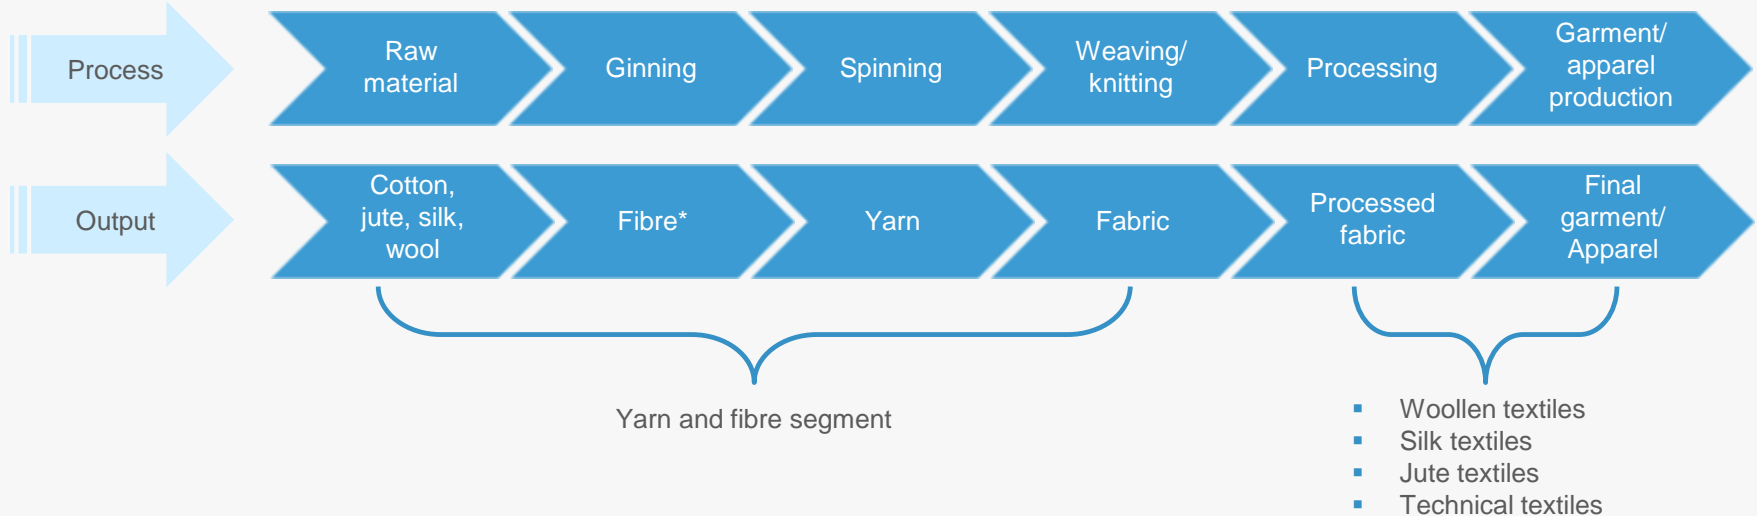 Process
Raw
material
Ginning
Spinning
Weaving/
knitting
Processing
Garment/
apparel
production
Output
Cotton,
jute, silk,
wool
Fibre*
Yarn
Fabric
Processed
fabric
Final
garment/
Apparel
Yarn and fibre segment
▪ Woollen textiles
▪ Silk textiles
▪ Jute textiles
▪ Technical textiles